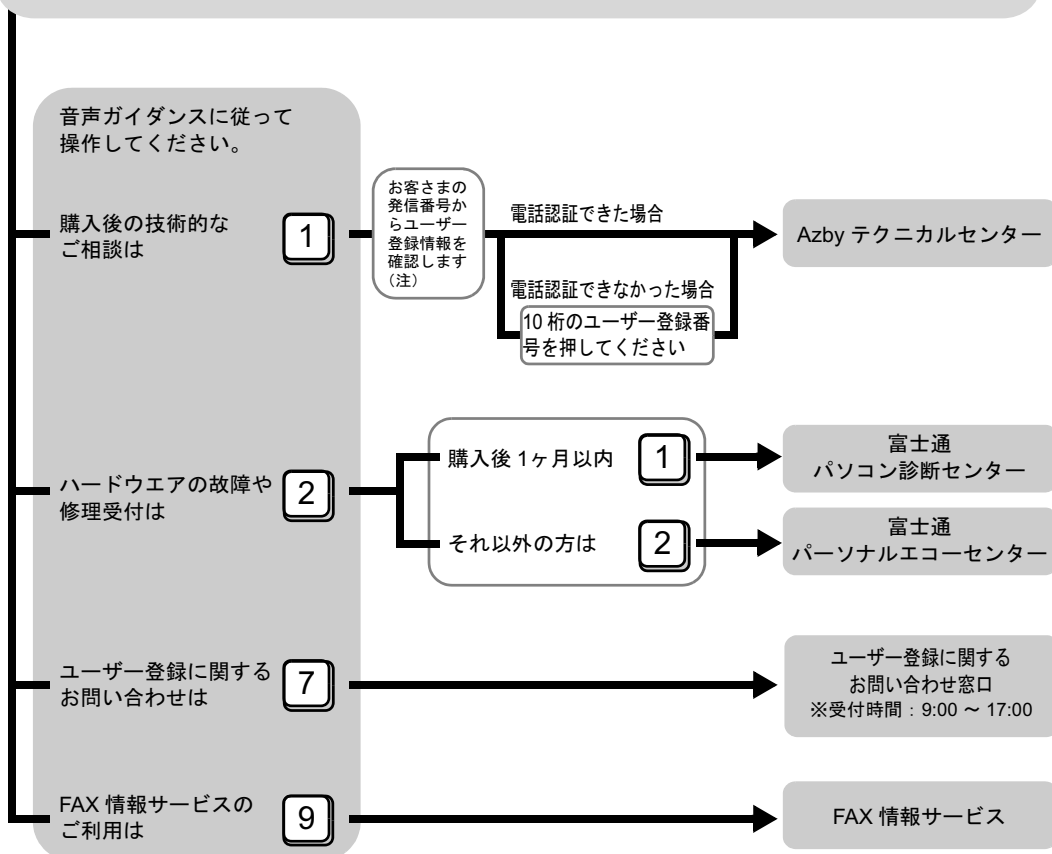 音声ガイダンスに従って
操作してください。
購入後の技術的な
ご相談は
1
お客さまの
発信番号か
らユーザー
登録情報を
確認します
（注）
電話認証できた場合
電話認証できなかった場合
10 桁のユーザー登録番
号を押してください
Azby テクニカルセンター
ハードウエアの故障や
修理受付は
2
購入後 1ヶ月以内
1
富士通
パソコン診断センター
それ以外の方は
2
富士通
パーソナルエコーセンター
ユーザー登録に関する
お問い合わせは
7
ユーザー登録に関する
お問い合わせ窓口
※受付時間：9:00 ～ 17:00
FAX 情報サービスの
ご利用は
9
FAX 情報サービス